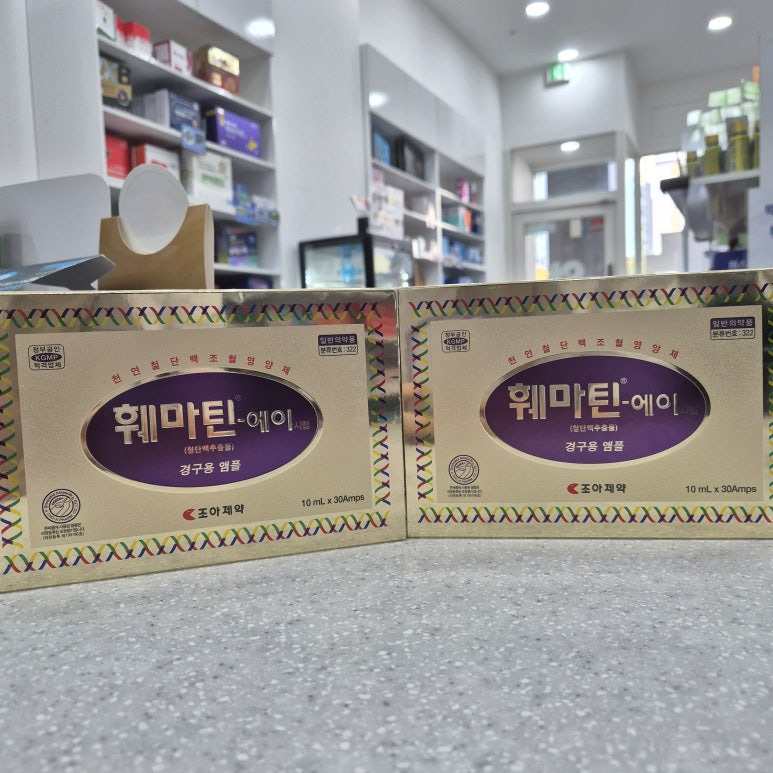 정부공인
KGMP
적격업체
일반의약품
분류번호 : 322
천연철단백조혈영양제
훼마틴®-에이시럽
(철단백추출물)
경구용 앰플
조아제약
10 mL x 30Amps
정부공인
KGMP
적격업체
일반의약품
분류번호 : 322
천연철단백조혈영양제
훼마틴®-에이시럽
(철단백추출물)
경구용 앰플
조아제약
10 mL x 30Amps